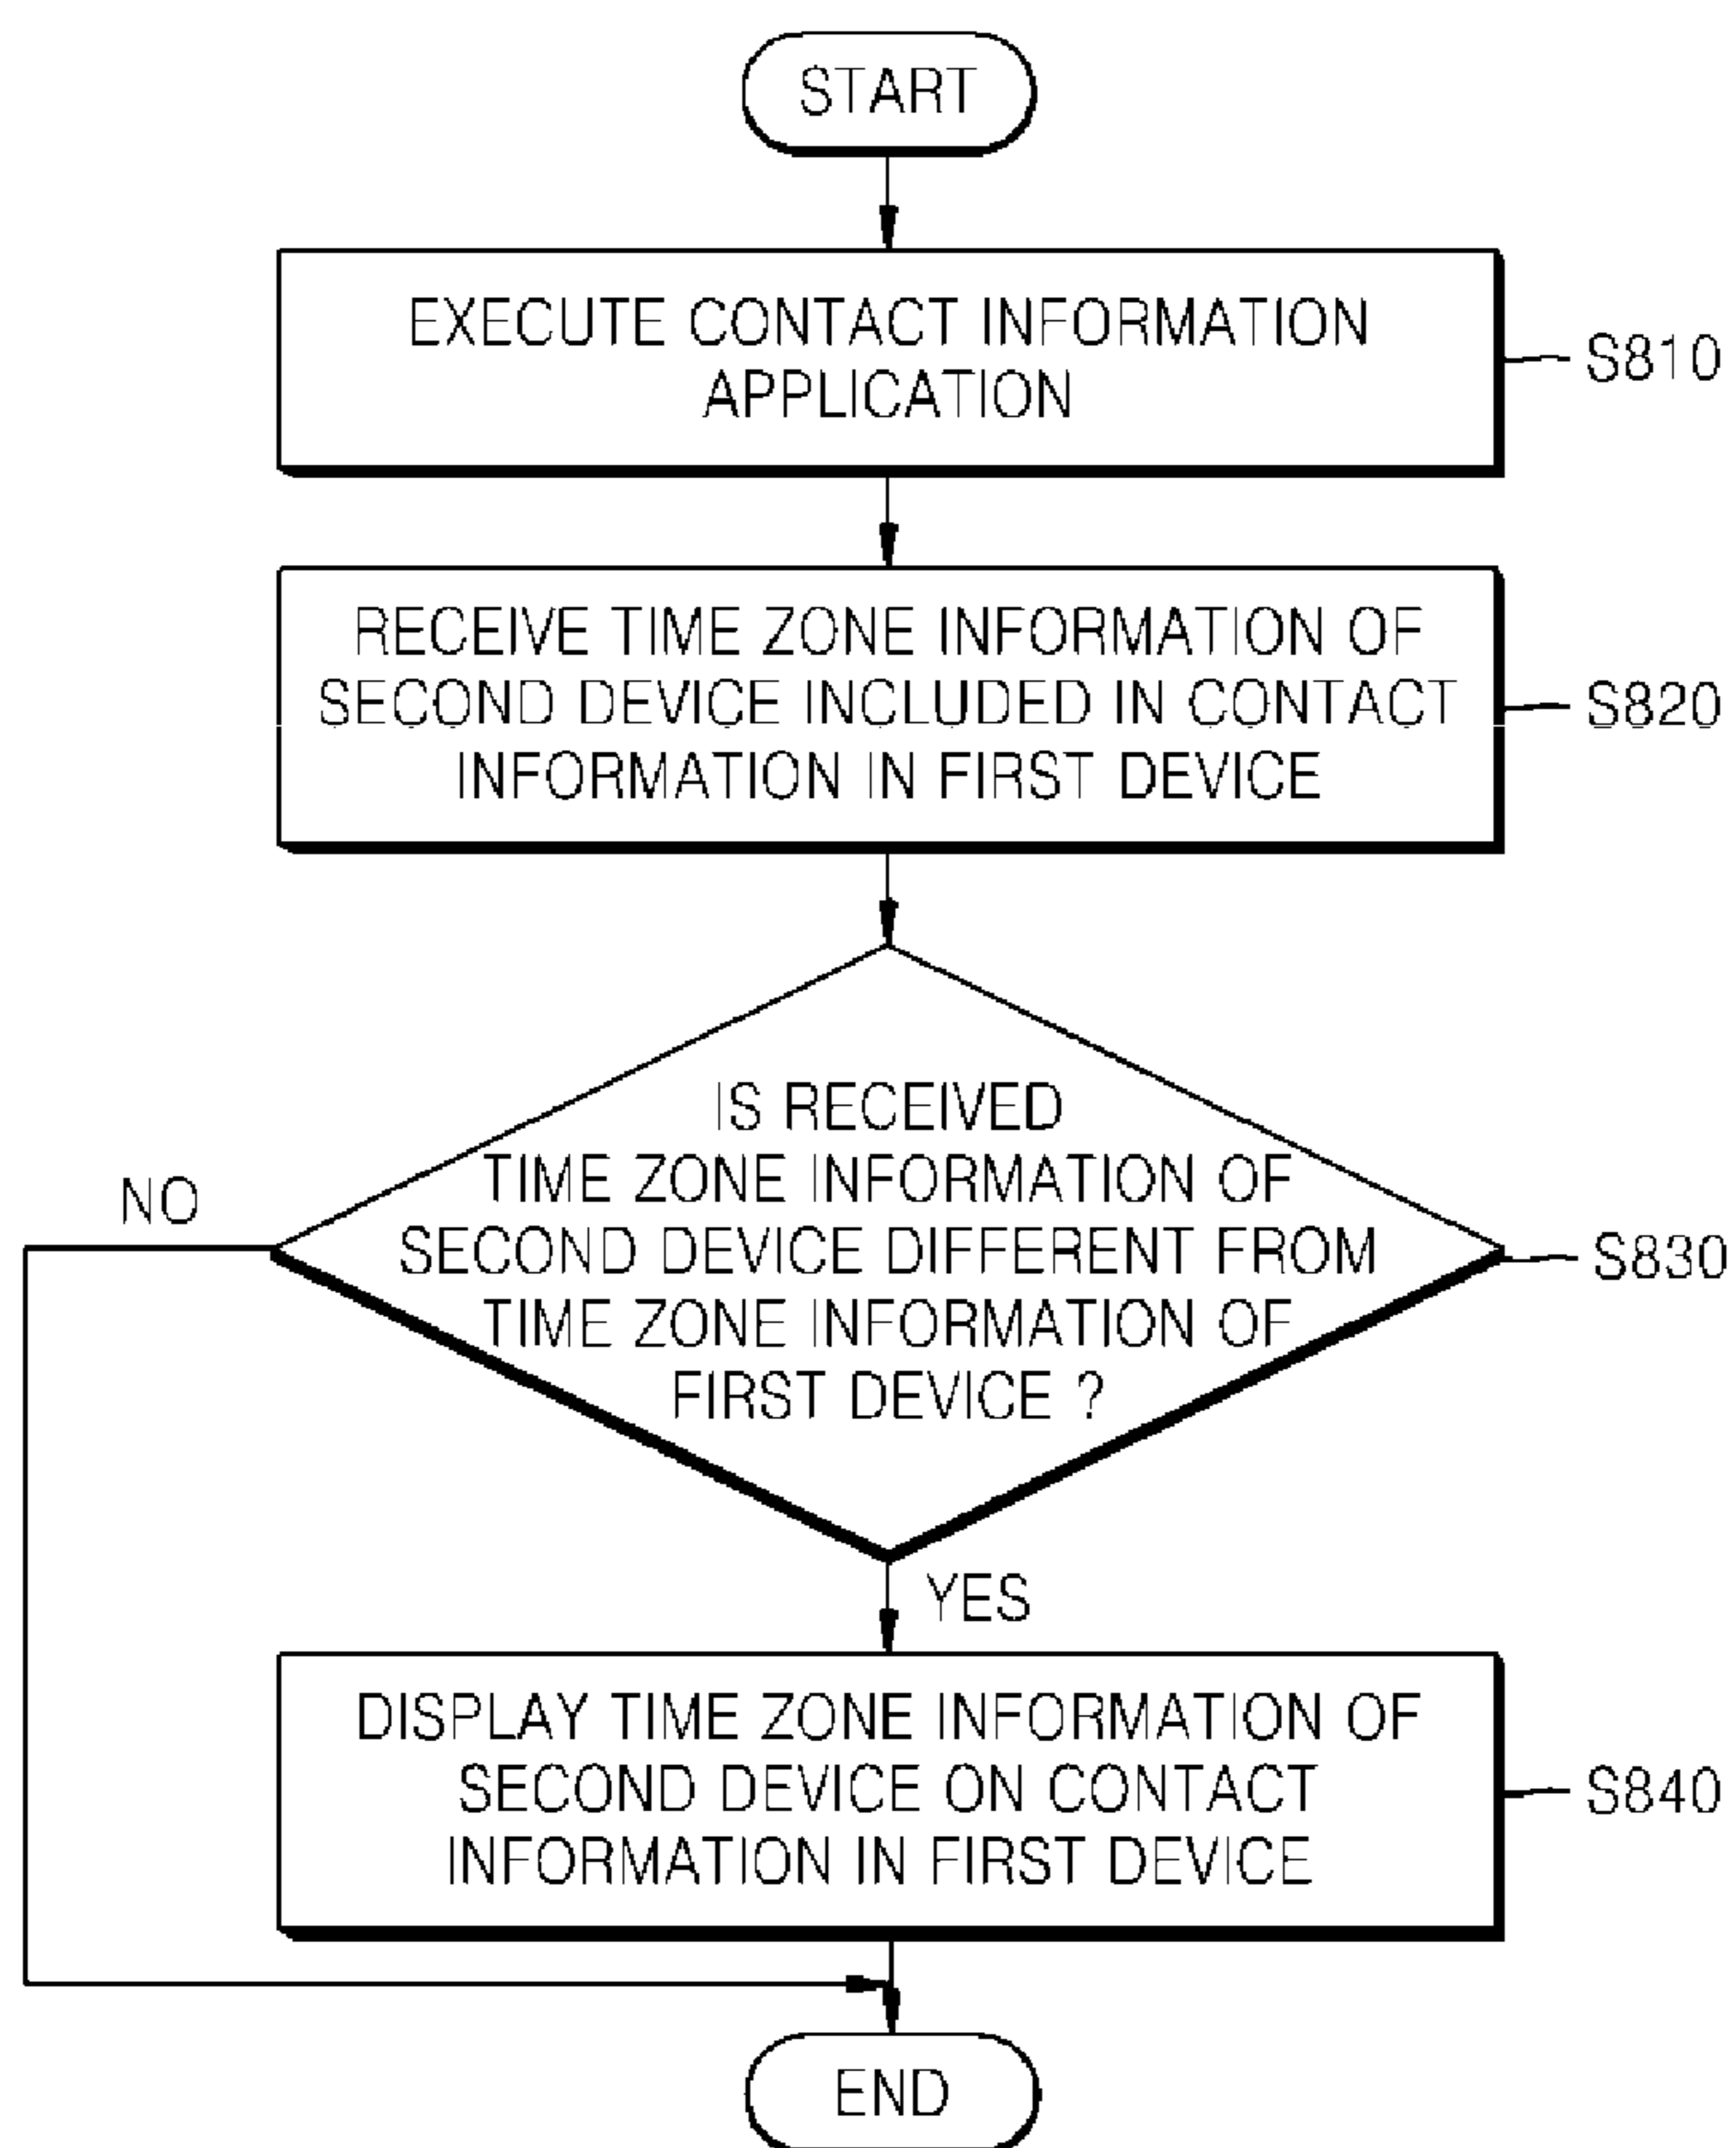 START
EXECUTE CONTACT INFORMATION
APPLICATION
S810
RECEIVE TIME ZONE INFORMATION OF
SECOND DEVICE INCLUDED IN CONTACT
INFORMATION IN FIRST DEVICE
S820
IS RECEIVED
TIME ZONE INFORMATION OF
SECOND DEVICE DIFFERENT FROM
TIME ZONE INFORMATION OF
FIRST DEVICE ?
S830
NO
YES
DISPLAY TIME ZONE INFORMATION OF
SECOND DEVICE ON CONTACT
INFORMATION IN FIRST DEVICE
S840
END